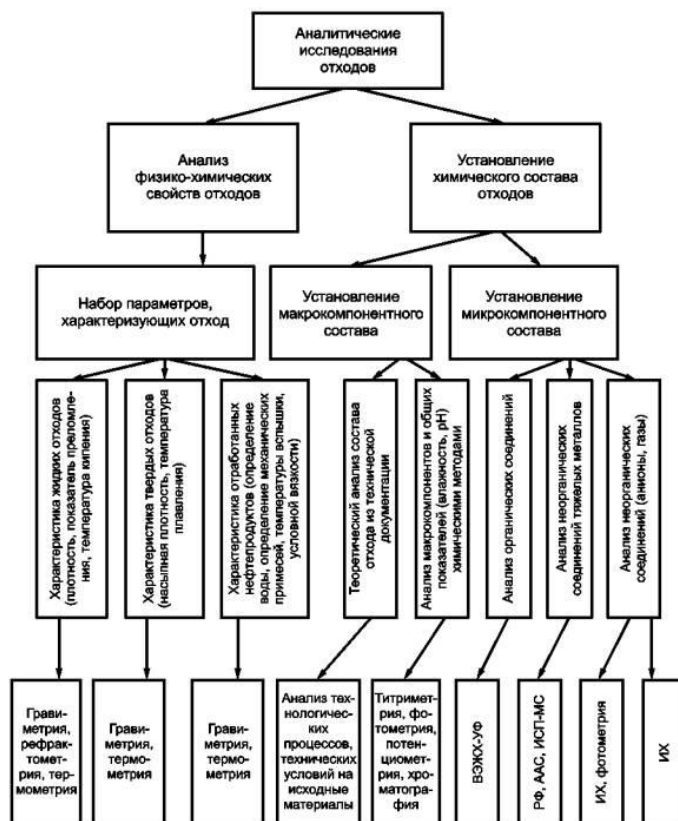 Аналитические
исследования
отходов
Анализ
физико-химических
свойств отходов
Установление
химического состава
отходов
Набор параметров,
характеризующих отход
Установление
макрокомпонентного
состава
Установление
микрокомпонентного
состава
Характеристика жидких отходов
(плотность, показатель преломле-
ния, температура кипения)
Характеристика твердых отходов
(насыпная плотность, температура
плавления)
Характеристика отработанных
нефтепродуктов (определение
воды, определение механических
примесей, температуры вспышки,
условной вязкости)
Теоретический анализ состава
отхода из технической
документации
Анализ макрокомпонентов и общих
показателей (влажность, pH)
химическими методами
Анализ органических соединений
Анализ неорганических
соединений тяжелых металлов
Анализ неорганических
соединений (анионы, газы)
Грави-
метрия,
рефрак-
томет-
рия, тер-
мометрия
Грави-
метрия,
термо-
метрия
Грави-
метрия,
термо-
метрия
Анализ тех-
нологических
процессов,
технических
условий на
исходные
материалы
Титримет-
рия, фо-
тометрия,
потен-
циомет-
рия, хро-
матогра-
фия
ВЭЖХ-УФ
РФ, ААС, ИСП-МС
ИХ, фотометрия
ИХ